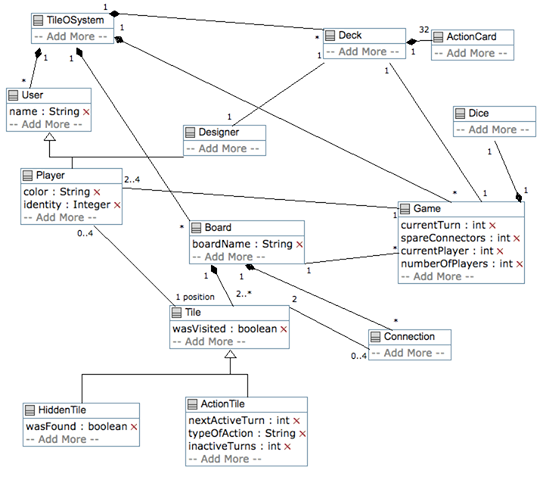 TileOSystem
-- Add More --
1
1
1
1
*
1
Deck
-- Add More --
1
1
1
32
ActionCard
-- Add More --
*
User
name : String ×
-- Add More --
Designer
-- Add More --
1
Dice
-- Add More --
1
1
Player
color : String ×
identity : Integer ×
-- Add More --
2..4
0..4
*
1
1
Game
currentTurn : int ×
spareConnectors : int ×
currentPlayer : int ×
numberOfPlayers : int ×
-- Add More --
*
*
Board
boardName : String ×
-- Add More --
1
1
1
1 position
2..*
2
*
0..4
Tile
wasVisited : boolean ×
-- Add More --
Connection
-- Add More --
HiddenTile
wasFound : boolean ×
-- Add More --
ActionTile
nextActiveTurn : int ×
typeOfAction : String ×
inactiveTurns : int ×
-- Add More --